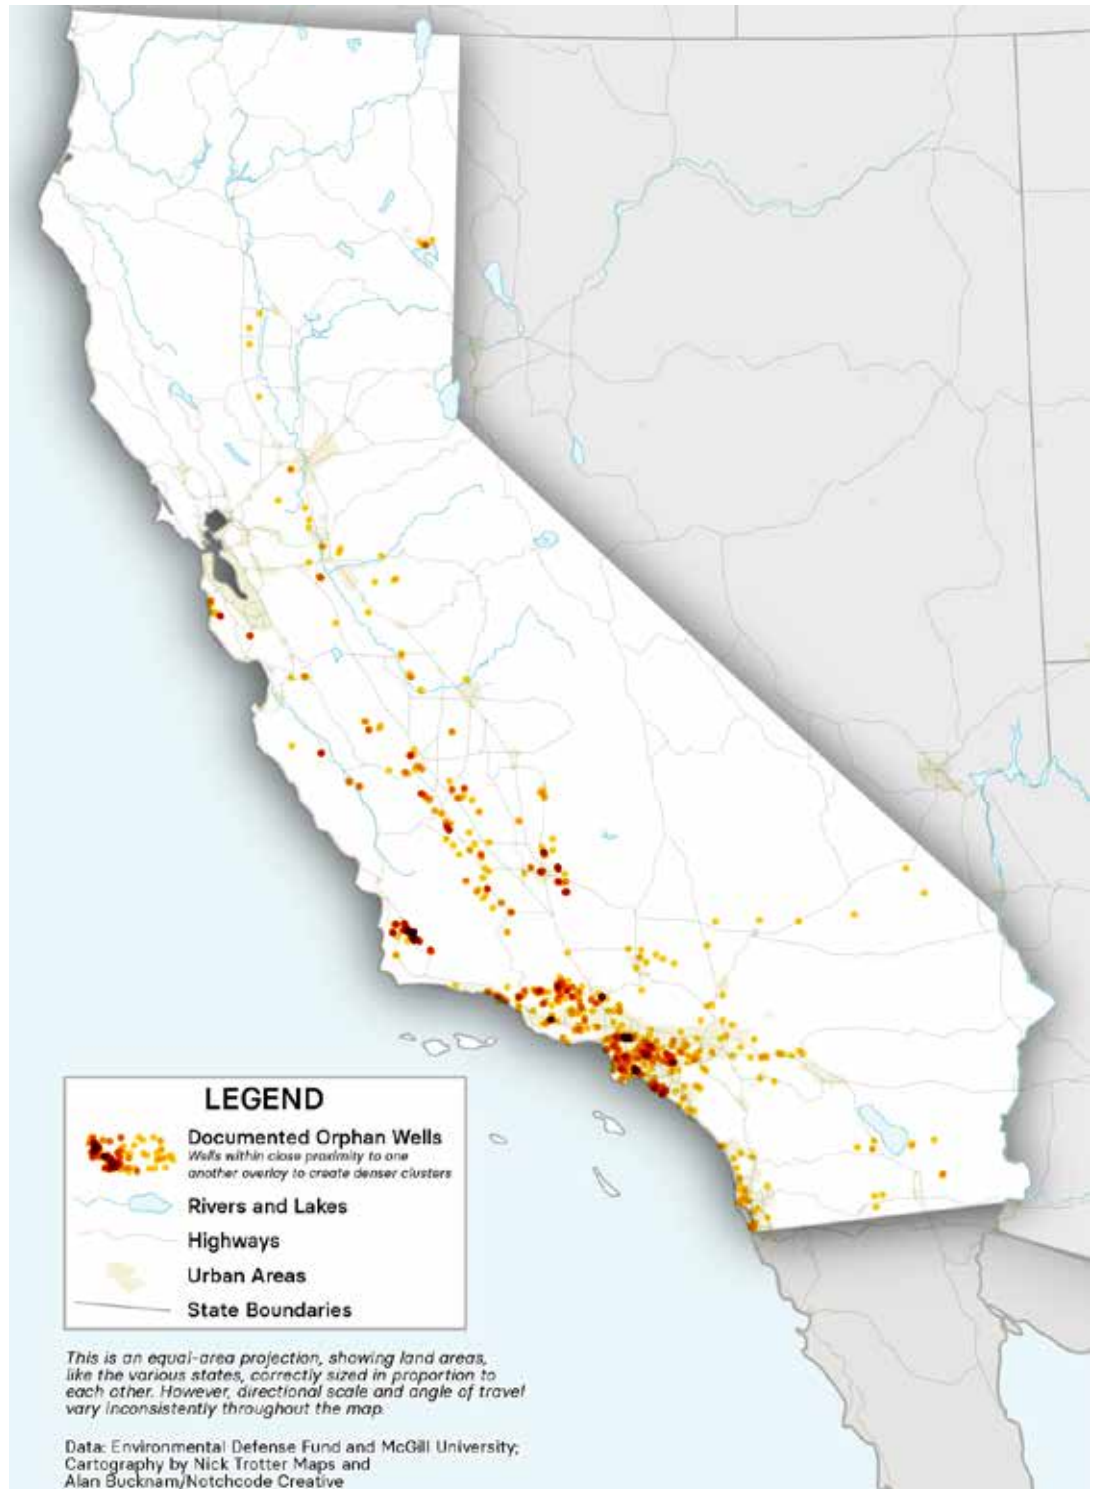 LEGEND
Documented Orphan Wells
Wells within close proximity to one
another overlay to create denser clusters
Rivers and Lakes
Highways
Urban Areas
State Boundaries
This is an equal-area projection, showing land areas,
like the various states, correctly sized in proportion to
each other. However, directional scale and angle of travel
vary inconsistently throughout the map.
Data: Environmental Defense Fund and McGill University;
Cartography by Nick Trotter Maps and
Alan Bucknam/Notchcode Creative